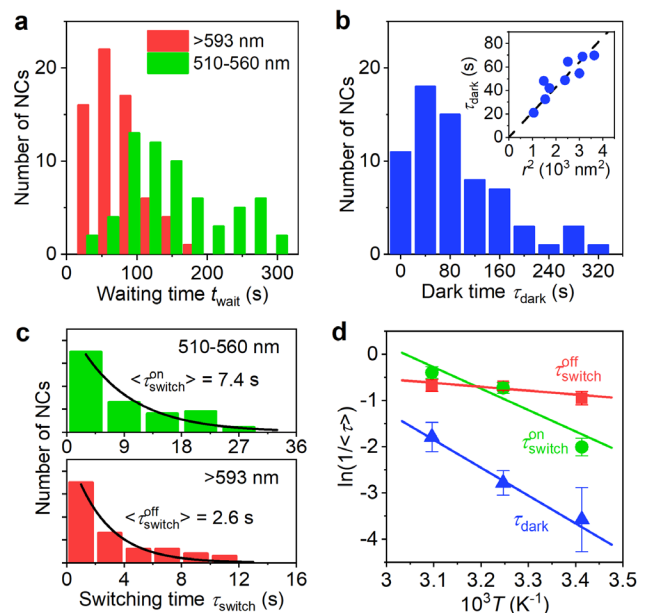 a
>593 nm
510-560 nm
20
10
0
Number of NCs
0 100 200 300
Waiting time t_wait (s)
b
20
10
0
Number of NCs
0 80 160 240 320
Dark time τ_dark (s)
80
60
40
20
0
τ_dark (s)
0 1 2 3 4
r² (10³ nm²)
c
510-560 nm
<τ_switch^on> = 7.4 s
0 9 18 27 36
>593 nm
<τ_switch^off> = 2.6 s
0 4 8 12 16
Number of NCs
Switching time τ_switch (s)
d
0
-1
-2
-3
-4
ln(1/<τ>)
τ_switch^off
τ_switch^on
τ_dark
3.0 3.1 3.2 3.3 3.4 3.5
10³T (K⁻¹)